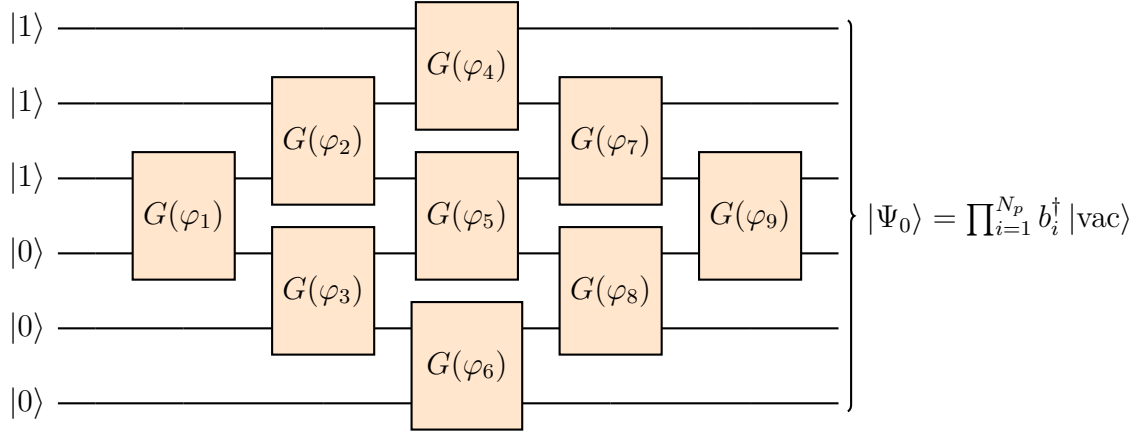 |1⟩
G(φ₄)
|1⟩
G(φ₂)
G(φ₇)
|1⟩
G(φ₁)
G(φ₅)
G(φ₉)
|Ψ₀⟩ = ∏_{i=1}^{N_p} b_i^† |vac⟩
|0⟩
G(φ₃)
G(φ₈)
|0⟩
G(φ₆)
|0⟩